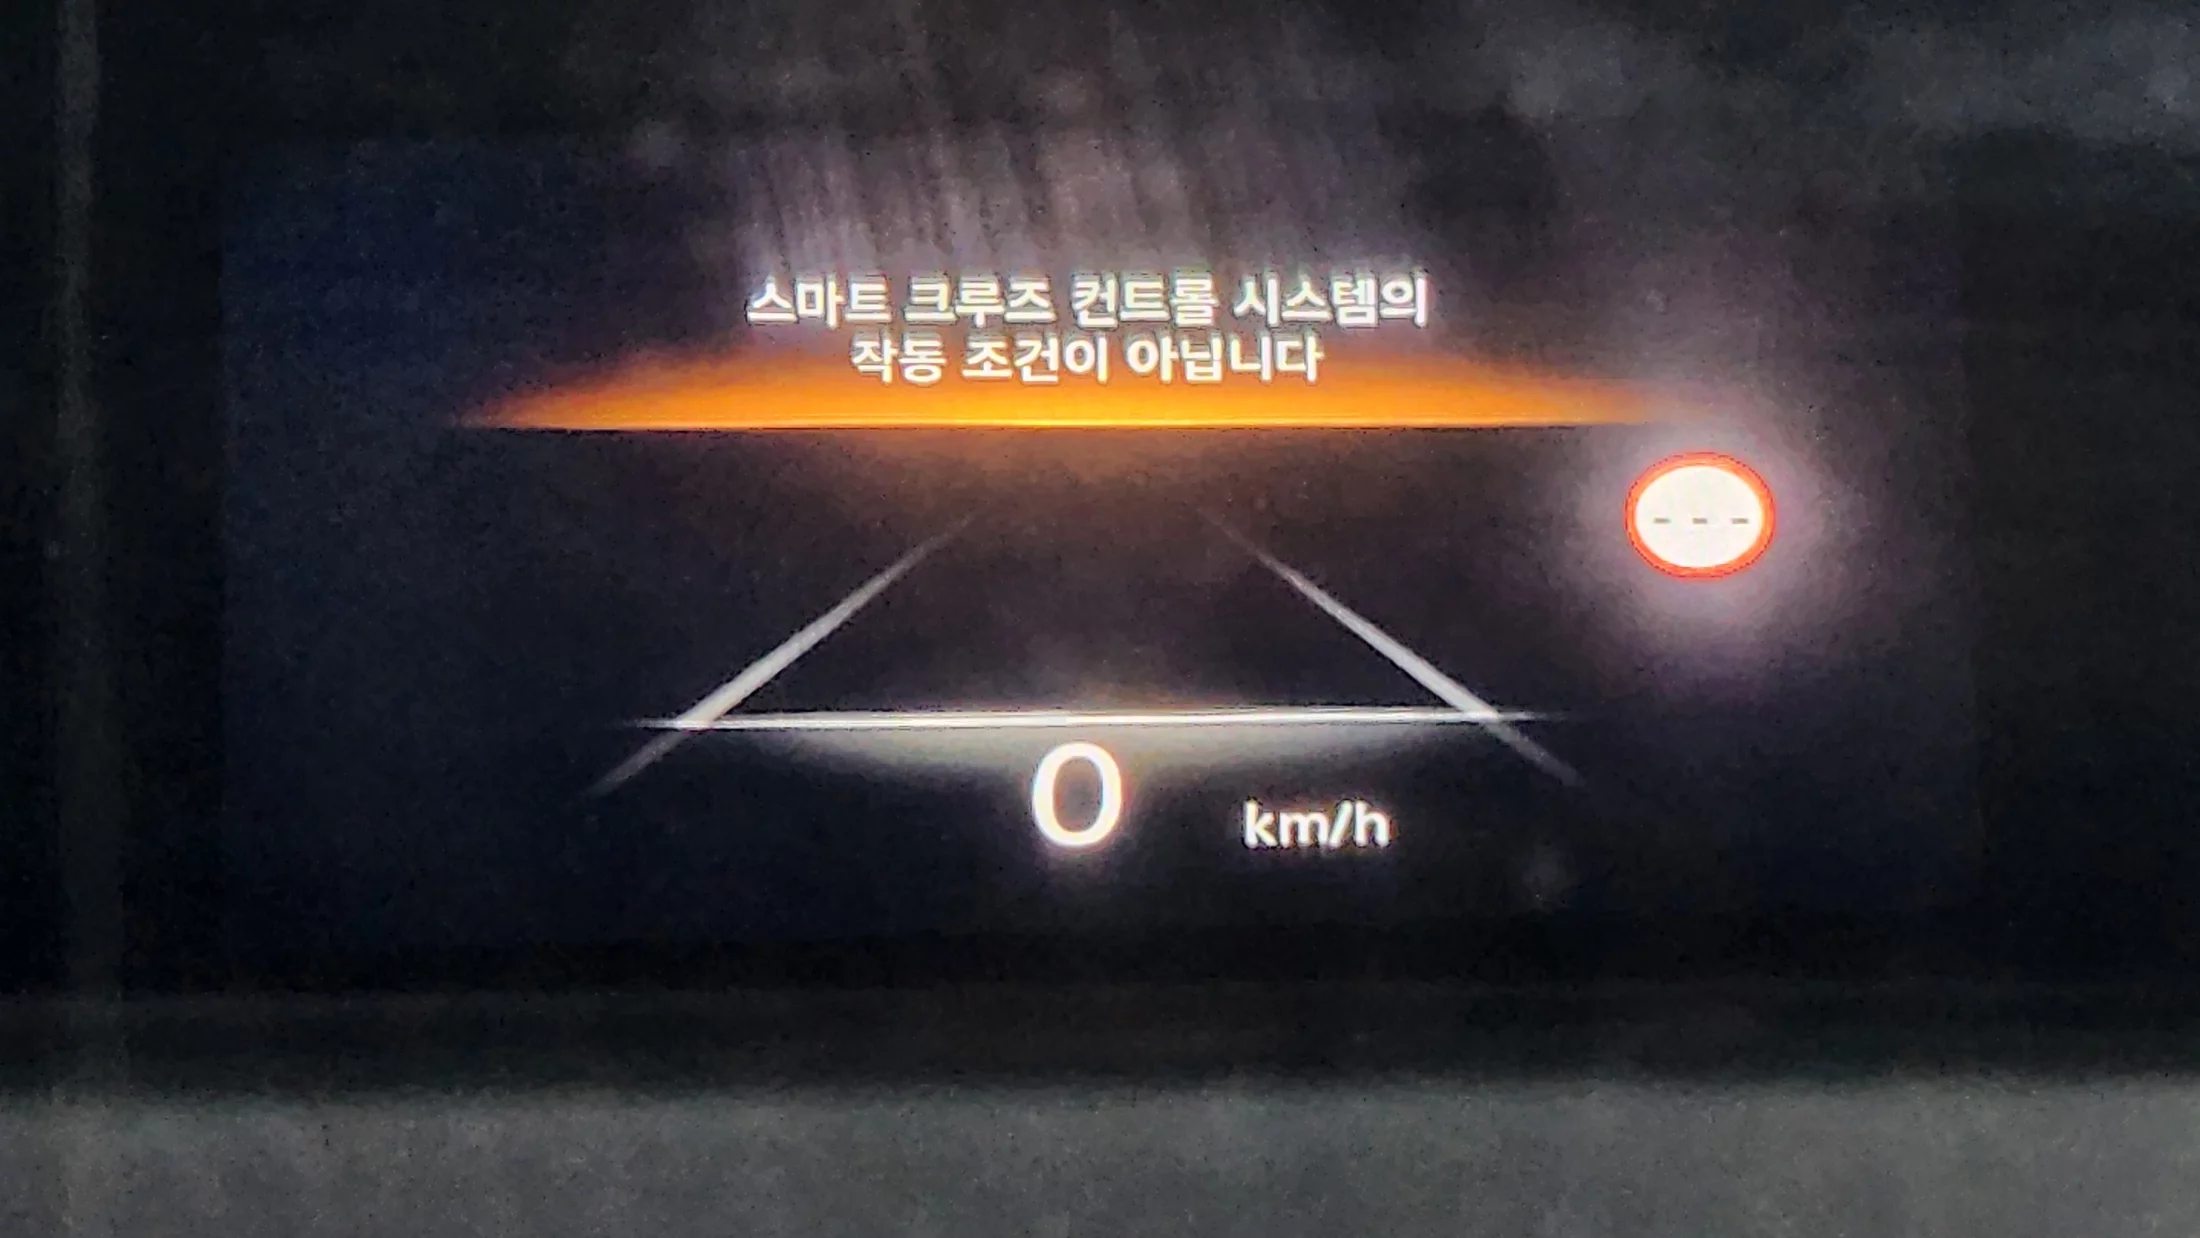 스마트 크루즈 컨트롤 시스템의
작동 조건이 아닙니다
---
0 km/h